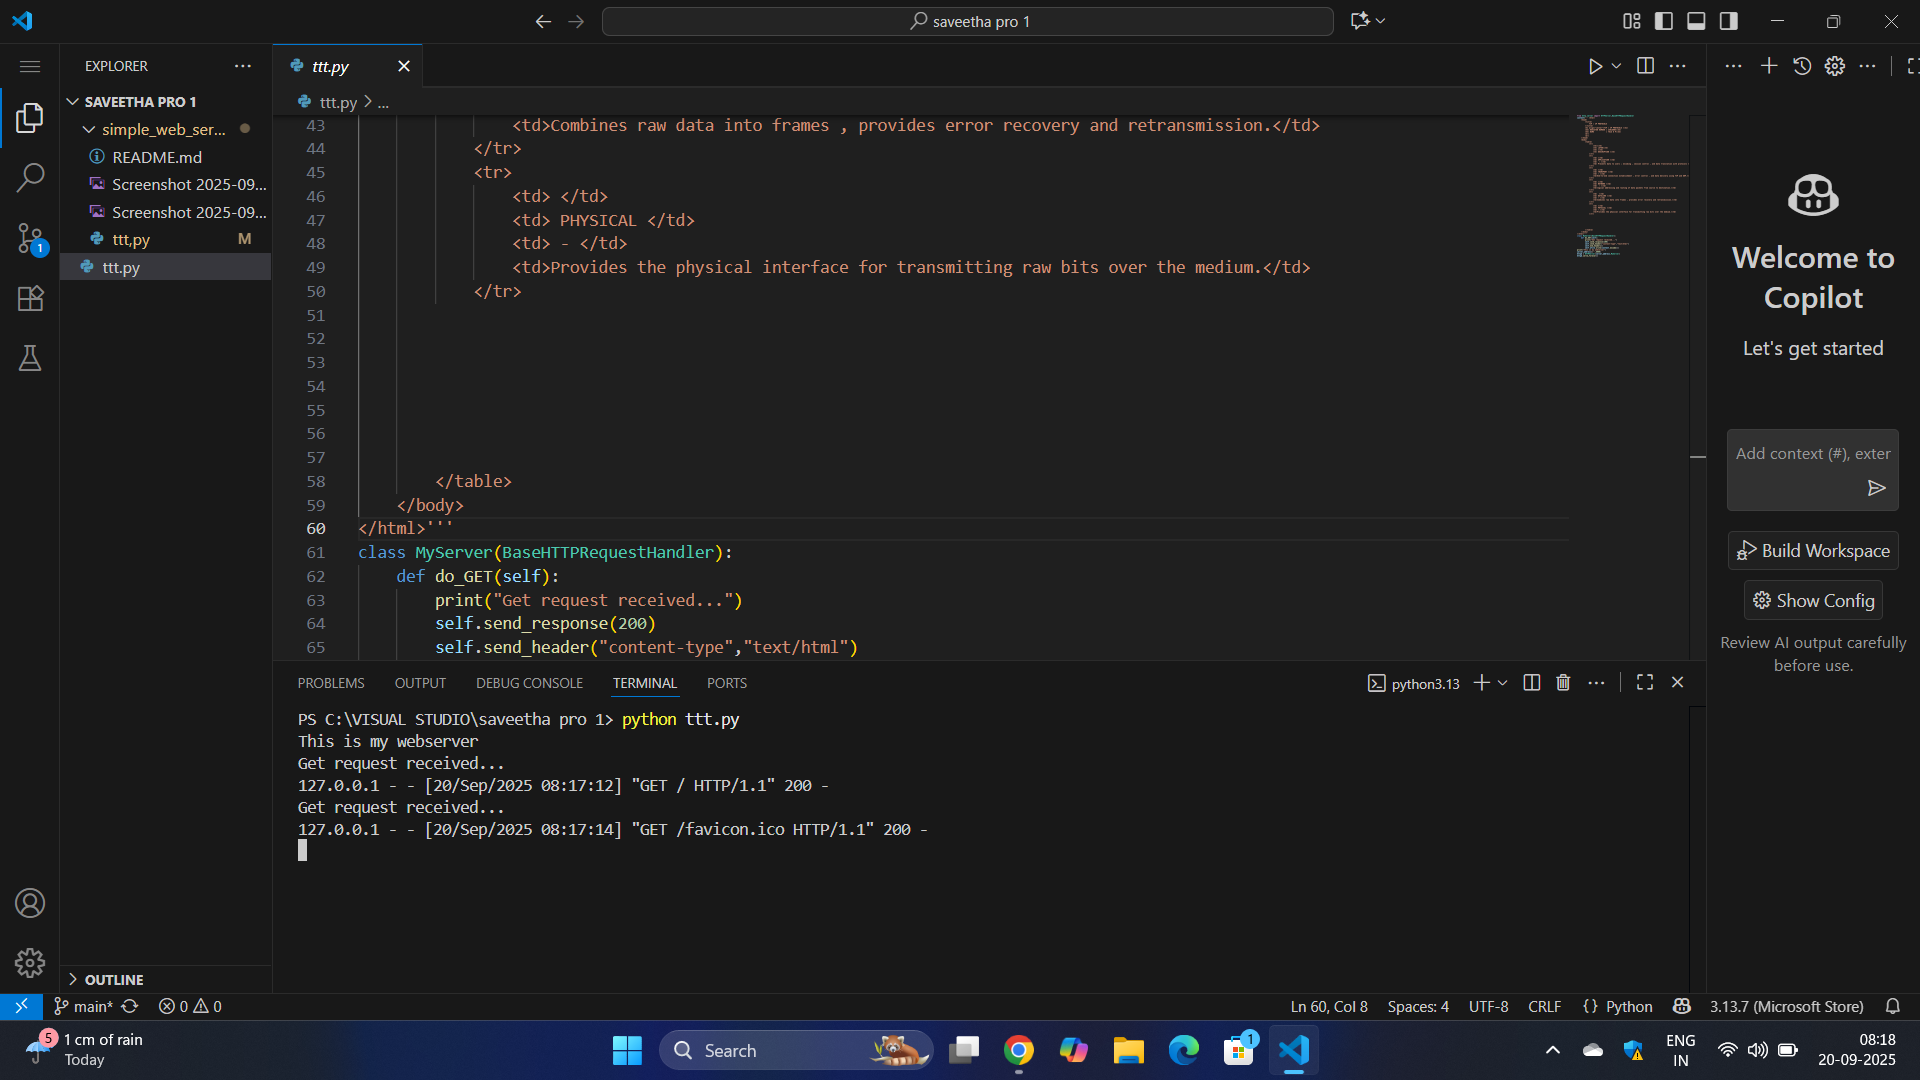 saveetha pro 1
EXPLORER
SAVEETHA PRO 1
simple_web_ser...
README.md
Screenshot 2025-09...
Screenshot 2025-09...
ttt,py M
ttt.py
OUTLINE
ttt.py
ttt.py > ...
43 <td>Combines raw data into frames , provides error recovery and retransmission.</td>
44 </tr>
45 <tr>
46 <td> </td>
47 <td> PHYSICAL </td>
48 <td> - </td>
49 <td>Provides the physical interface for transmitting raw bits over the medium.</td>
50 </tr>
51
52
53
54
55
56
57
58 </table>
59 </body>
60 </html>'''
61 class MyServer(BaseHTTPRequestHandler):
62 def do_GET(self):
63 print("Get request received...")
64 self.send_response(200)
65 self.send_header("content-type","text/html")
PROBLEMS OUTPUT DEBUG CONSOLE TERMINAL PORTS
python3.13
PS C:\VISUAL STUDIO\saveetha pro 1> python ttt.py
This is my webserver
Get request received...
127.0.0.1 - - [20/Sep/2025 08:17:12] "GET / HTTP/1.1" 200 -
Get request received...
127.0.0.1 - - [20/Sep/2025 08:17:14] "GET /favicon.ico HTTP/1.1" 200 -
Welcome to
Copilot
Let's get started
Add context (#), exter
Build Workspace
Show Config
Review AI output carefully
before use.
1
main* 0 0
Ln 60, Col 8 Spaces: 4 UTF-8 CRLF {} Python 3.13.7 (Microsoft Store)
5
1 cm of rain
Today
Search
1
ENG
IN
08:18
20-09-2025